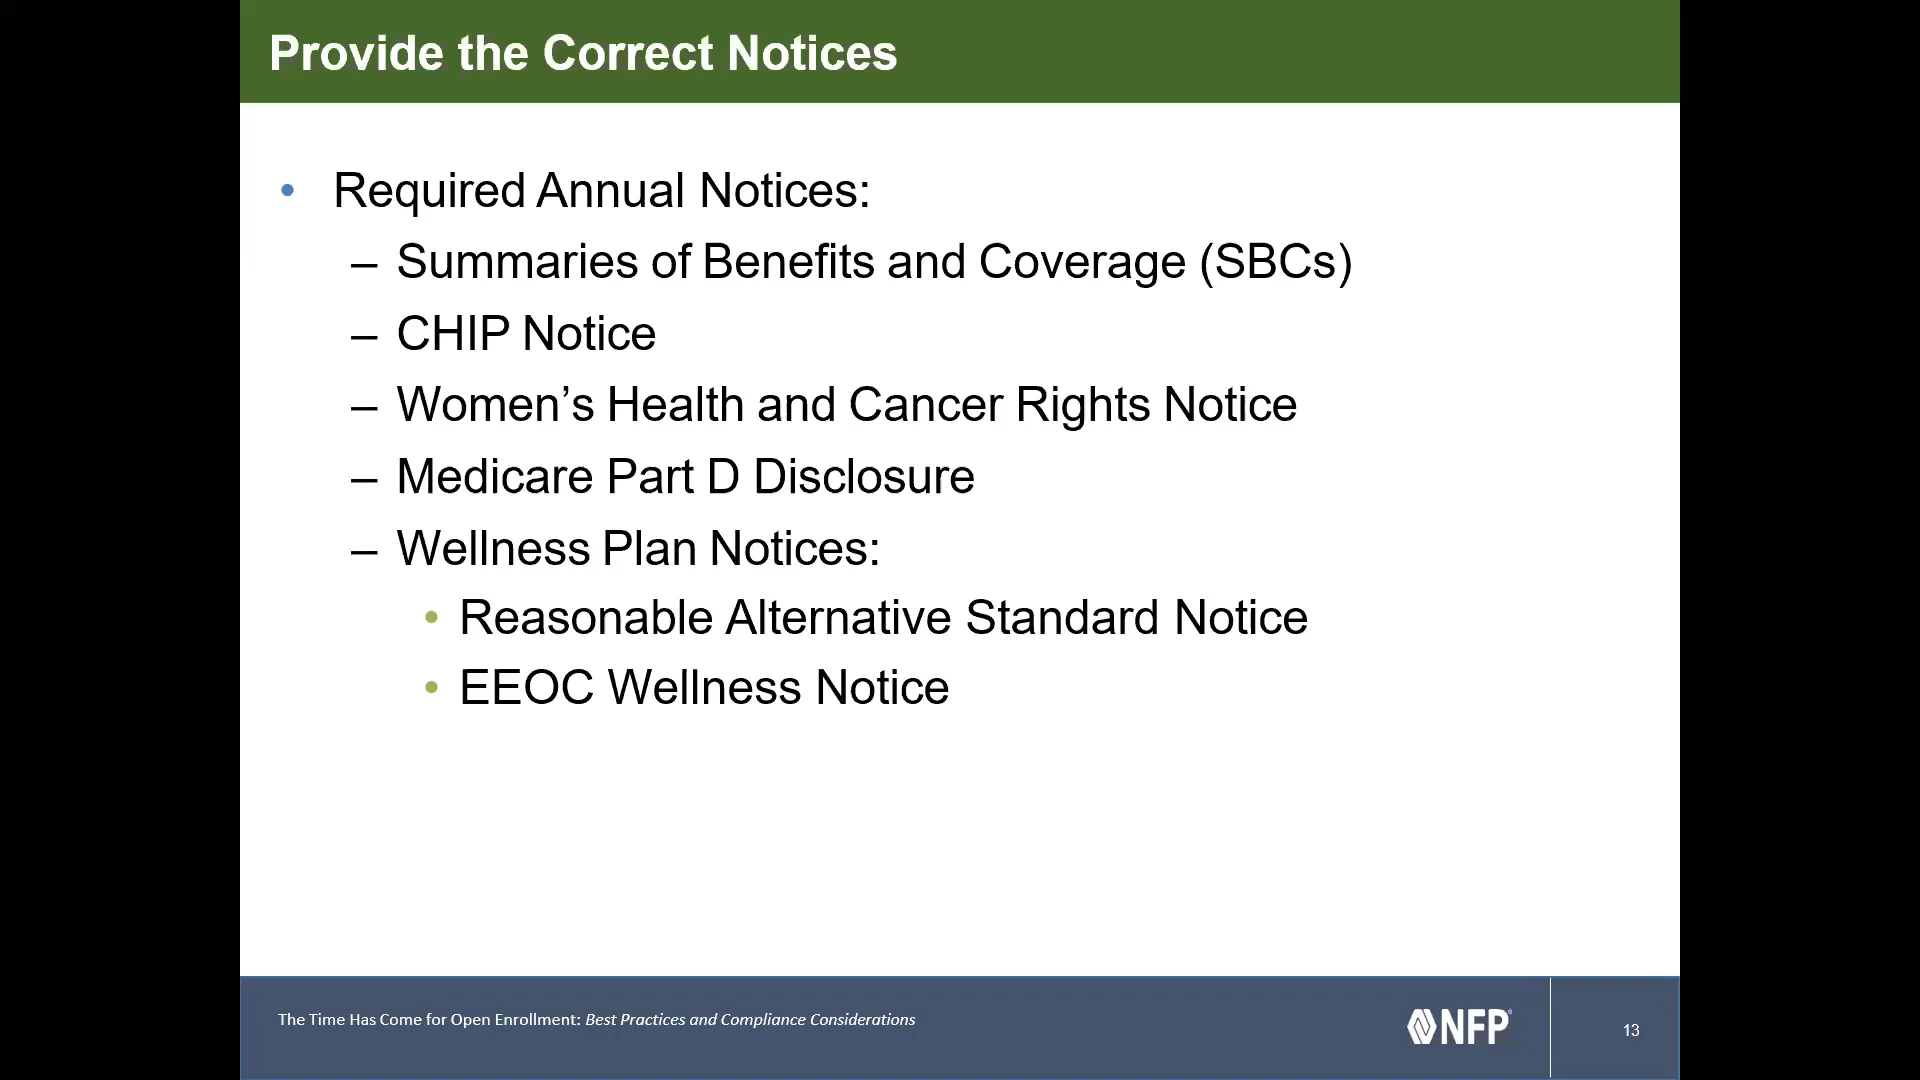 Provide the Correct Notices
• Required Annual Notices:
– Summaries of Benefits and Coverage (SBCs)
– CHIP Notice
– Women’s Health and Cancer Rights Notice
– Medicare Part D Disclosure
– Wellness Plan Notices:
• Reasonable Alternative Standard Notice
• EEOC Wellness Notice
The Time Has Come for Open Enrollment: Best Practices and Compliance Considerations
NFP®
13